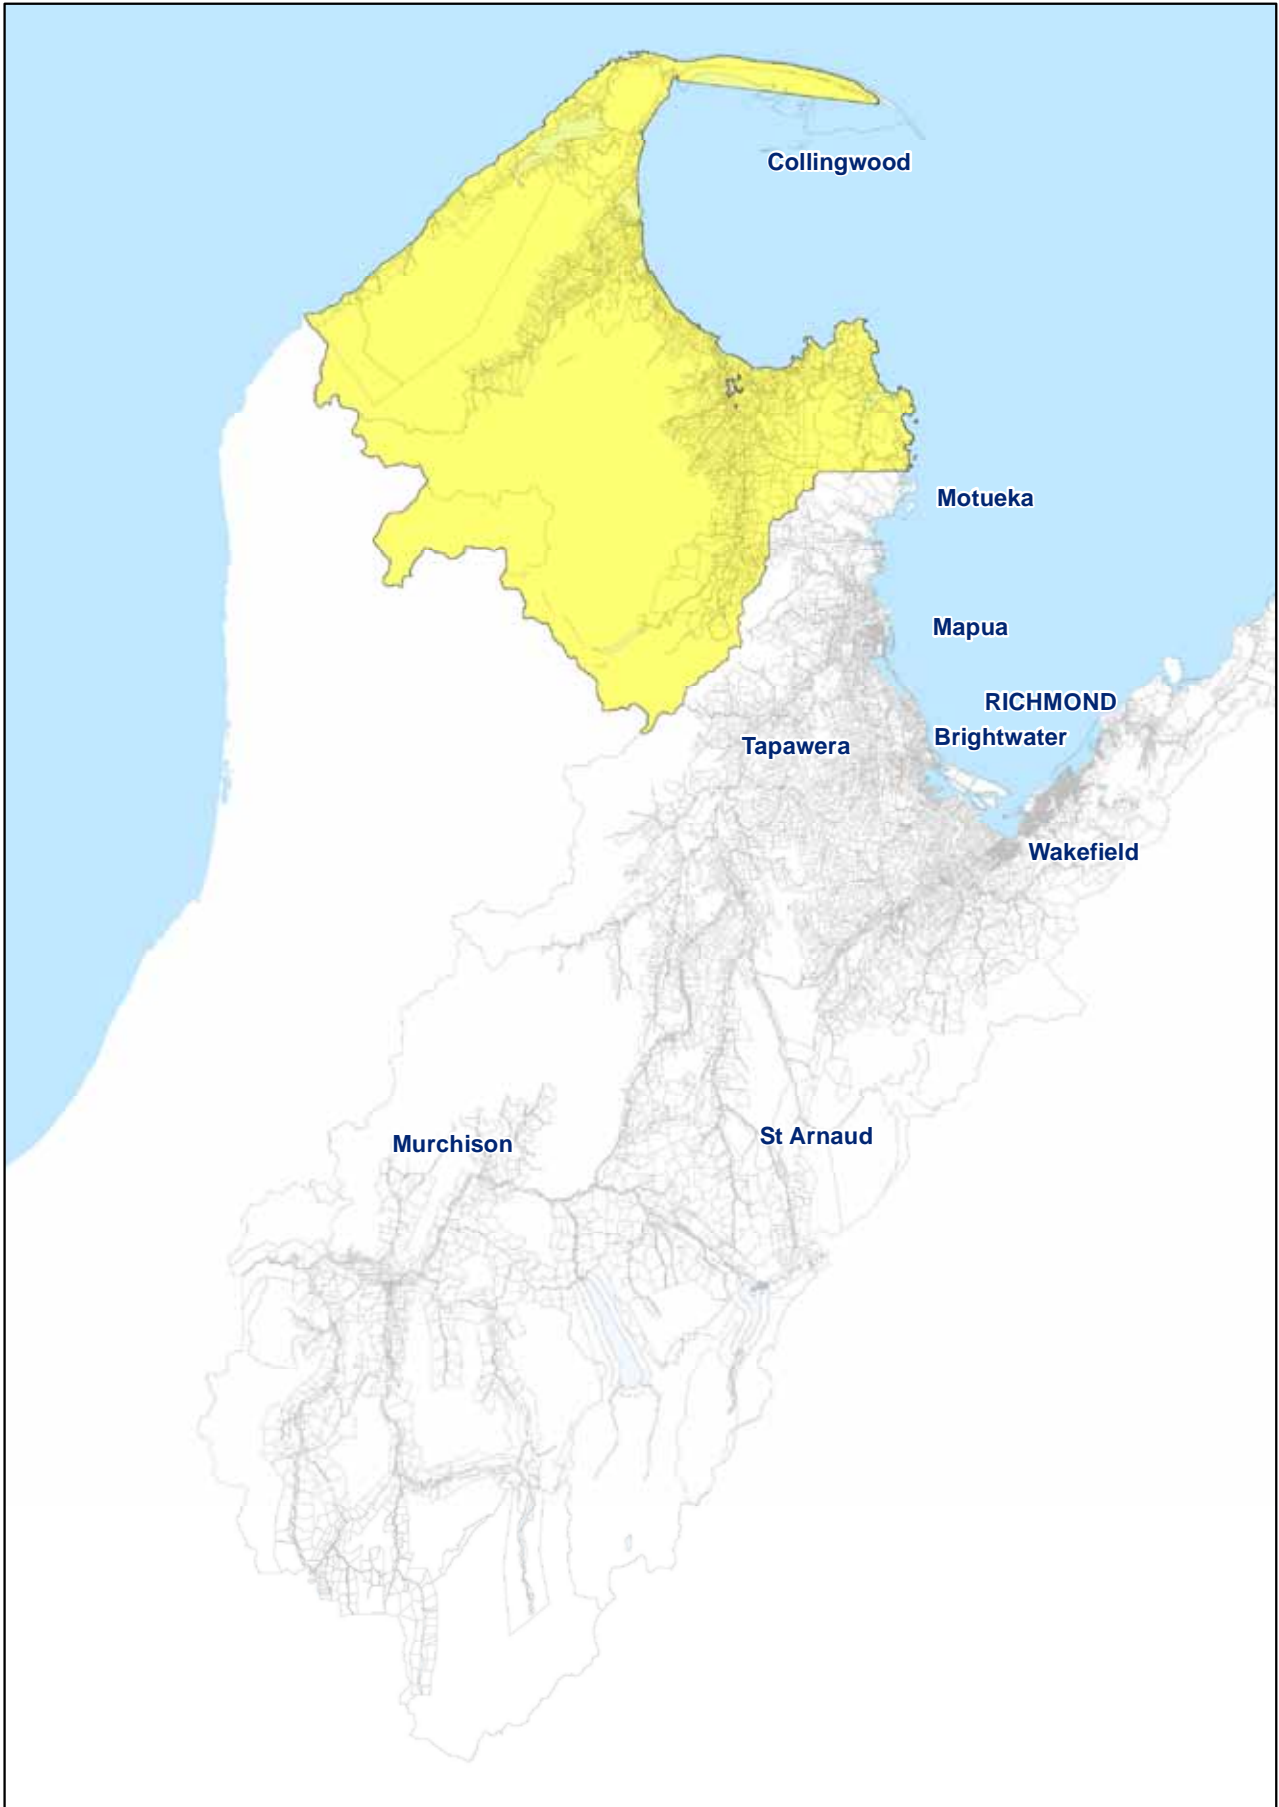 Collingwood
Motueka
Mapua
RICHMOND
Brightwater
Tapawera
Wakefield
St Arnaud
Murchison